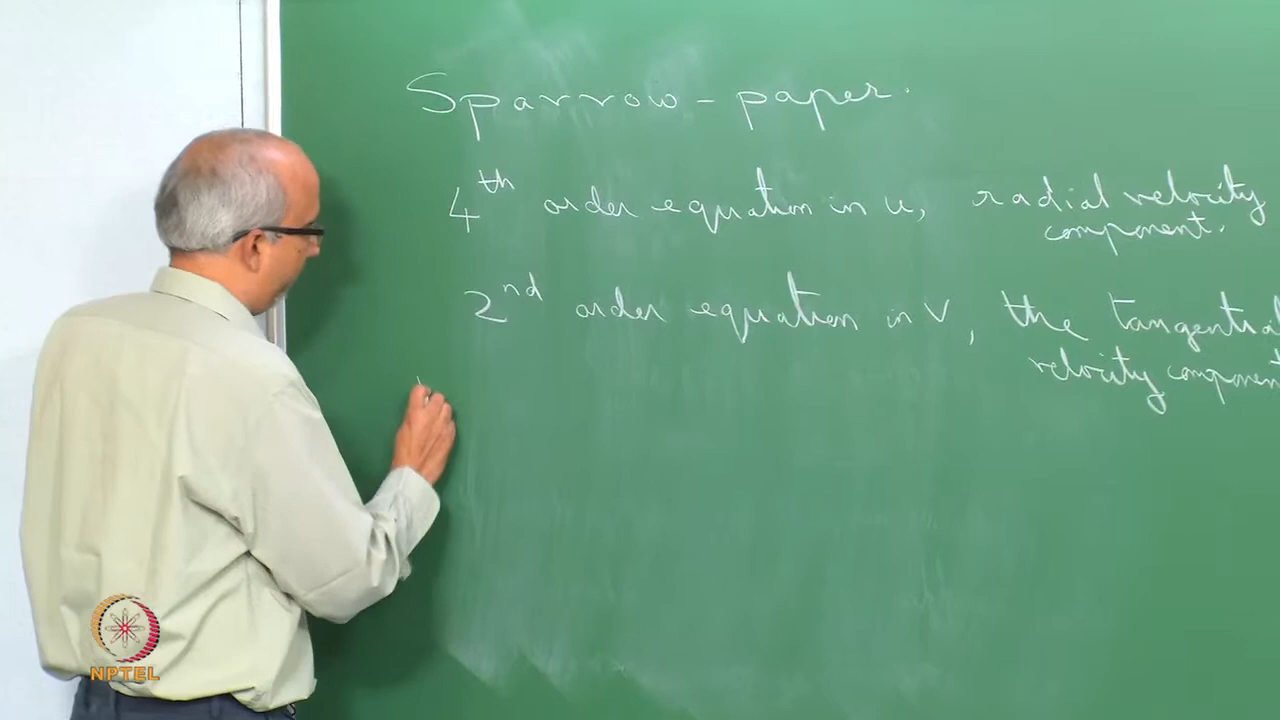 Sparrow - paper.
4th order equation in u, radial velocity
component.
2nd order equation in V, the tangential
velocity component
NPTEL